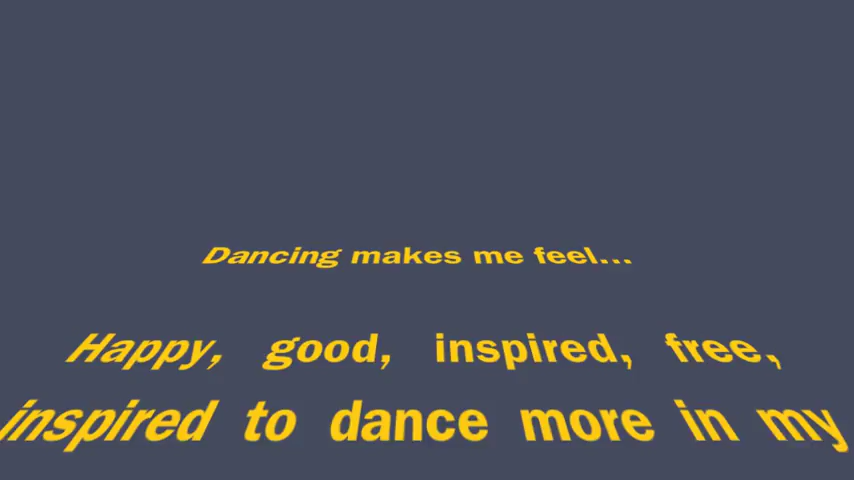 Dancing makes me feel...
Happy, good, inspired, free,
inspired to dance more in my